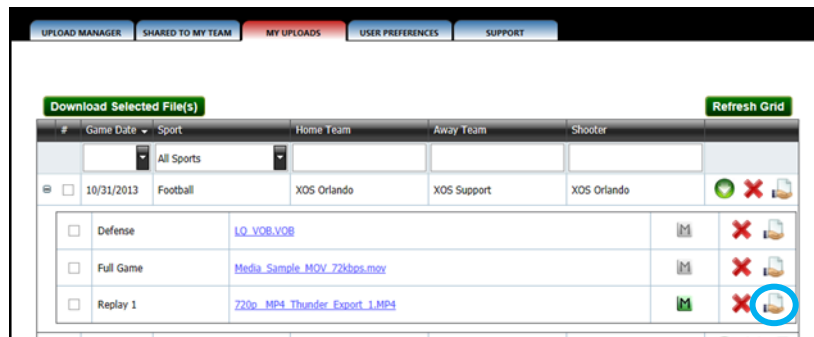 UPLOAD MANAGER SHARED TO MY TEAM MY UPLOADS USER PREFERENCES SUPPORT
Download Selected File(s) Refresh Grid
# Game Date Sport Home Team Away Team Shooter
All Sports
10/31/2013 Football XOS Orlando XOS Support XOS Orlando
Defense LQ_VOB.VOB M
Full Game Media_Sample_MOV_72kbps.mov M
Replay 1 720p_MP4_Thunder_Export_1.MP4 M